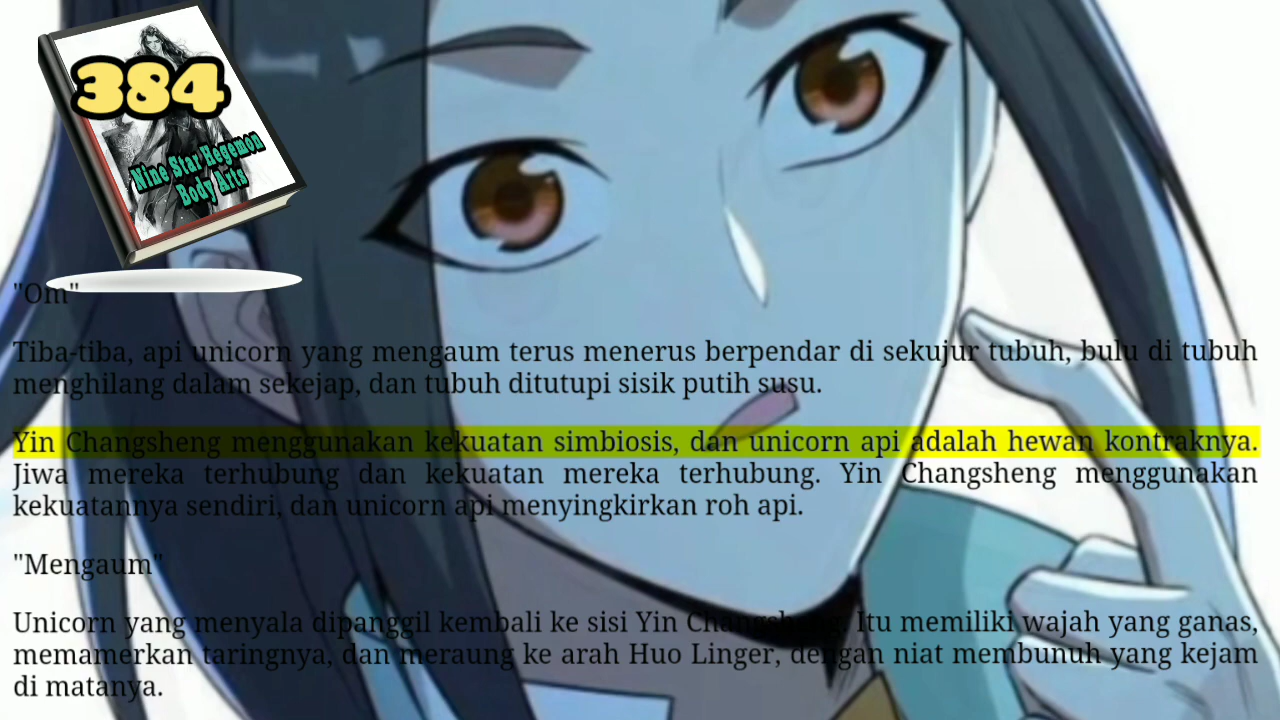 384
Nine Star Hegemon
Body Arts
"Om"
Tiba-tiba, api unicorn yang mengaum terus menerus berpendar di sekujur tubuh, bulu di tubuh
menghilang dalam sekejap, dan tubuh ditutupi sisik putih susu.
Yin Changsheng menggunakan kekuatan simbiosis, dan unicorn api adalah hewan kontraknya.
Jiwa mereka terhubung dan kekuatan mereka terhubung. Yin Changsheng menggunakan
kekuatannya sendiri, dan unicorn api menyingkirkan roh api.
"Mengaum"
Unicorn yang menyala dipanggil kembali ke sisi Yin Changsheng. Itu memiliki wajah yang ganas,
memamerkan taringnya, dan meraung ke arah Huo Linger, dengan niat membunuh yang kejam
di matanya.